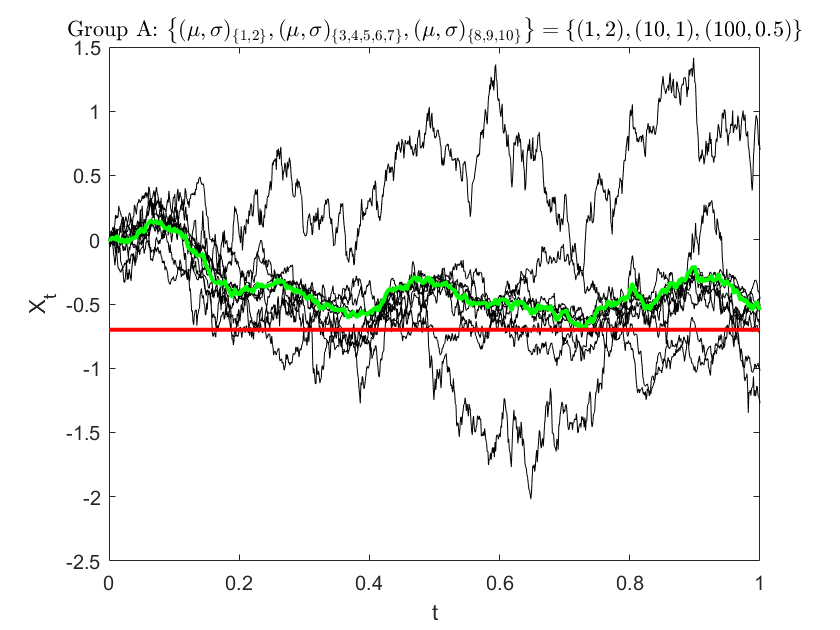 Group A: {(μ, σ)_{1,2}, (μ, σ)_{3,4,5,6,7}, (μ, σ)_{8,9,10}} = {(1, 2), (10, 1), (100, 0.5)}
1.5
1
0.5
0
-0.5
-1
-1.5
-2
-2.5
X_t
0 0.2 0.4 0.6 0.8 1
t